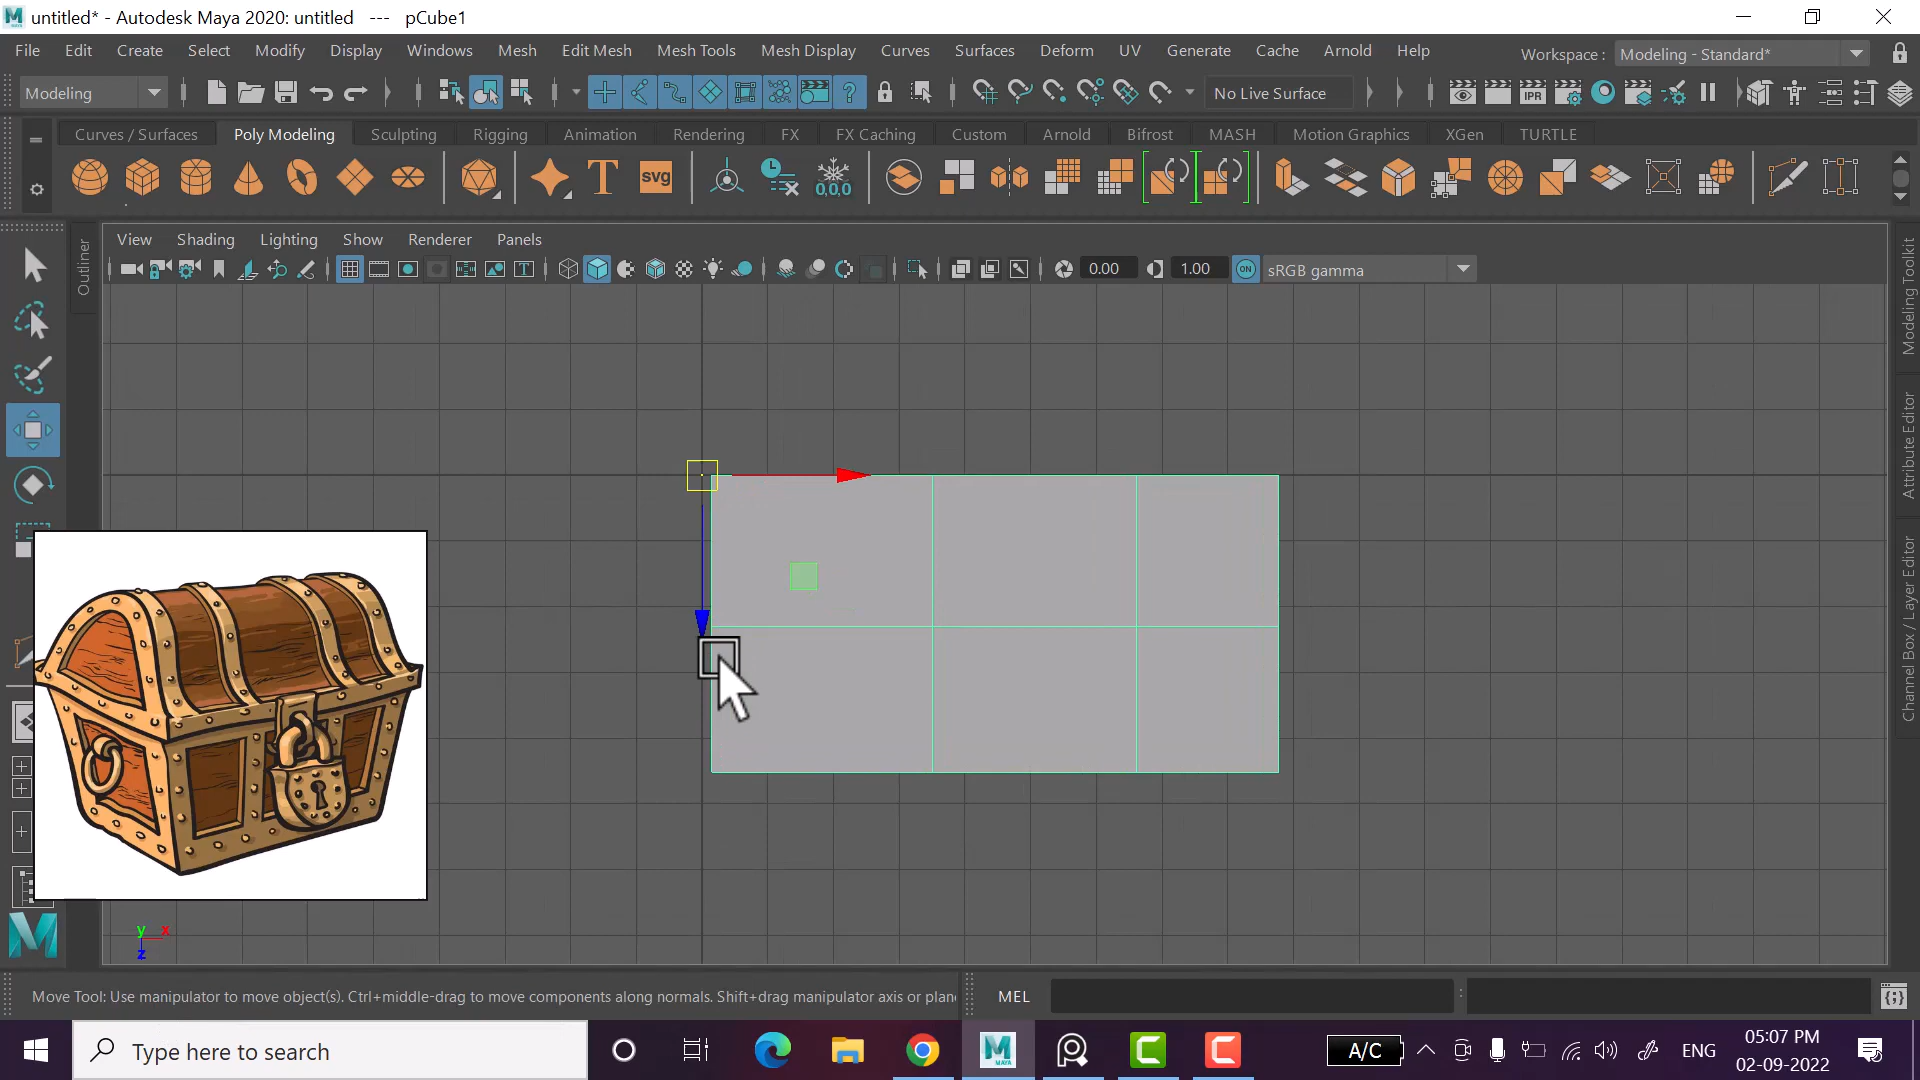 untitled* - Autodesk Maya 2020: untitled --- pCube1
File Edit Create Select Modify Display Windows Mesh Edit Mesh Mesh Tools Mesh Display Curves Surfaces Deform UV Generate Cache Arnold Help Workspace : Modeling - Standard*
Modeling No Live Surface IPR
Curves / Surfaces Poly Modeling Sculpting Rigging Animation Rendering FX FX Caching Custom Arnold Bifrost MASH Motion Graphics XGen TURTLE
T svg 0,0,0
View Shading Lighting Show Renderer Panels
0.00 1.00 ON sRGB gamma
Outliner
Modeling Toolkit
Attribute Editor
Channel Box / Layer Editor
y x
z
Move Tool: Use manipulator to move object(s). Ctrl+middle-drag to move components along normals. Shift+drag manipulator axis or plan MEL :
Type here to search A/C ENG 05:07 PM
02-09-2022